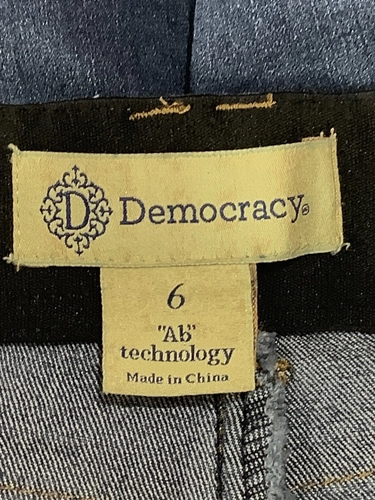 D Democracy®
6
"Ab"
technology
Made in China